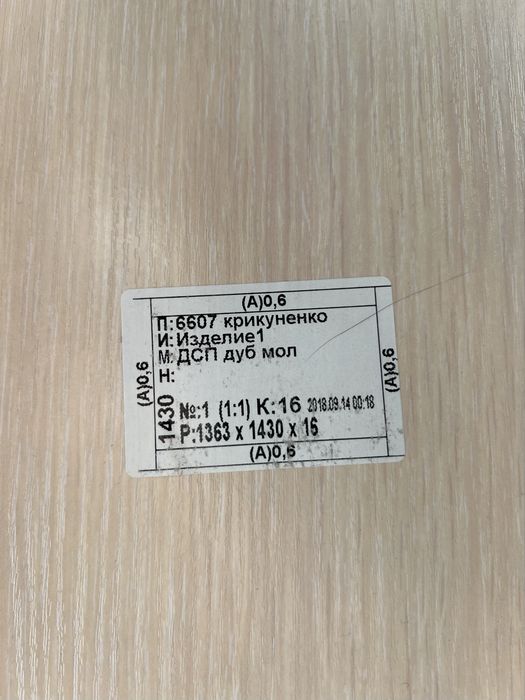 (А)0,6
П:6607 крикуненко
И:Изделие1
М:ДСП дуб мол
Н:
(А)0,6
(А)0,6
1430
№:1 (1:1) К:16 2018.09.14 00:18
Р:1363 x 1430 x 16
(А)0,6